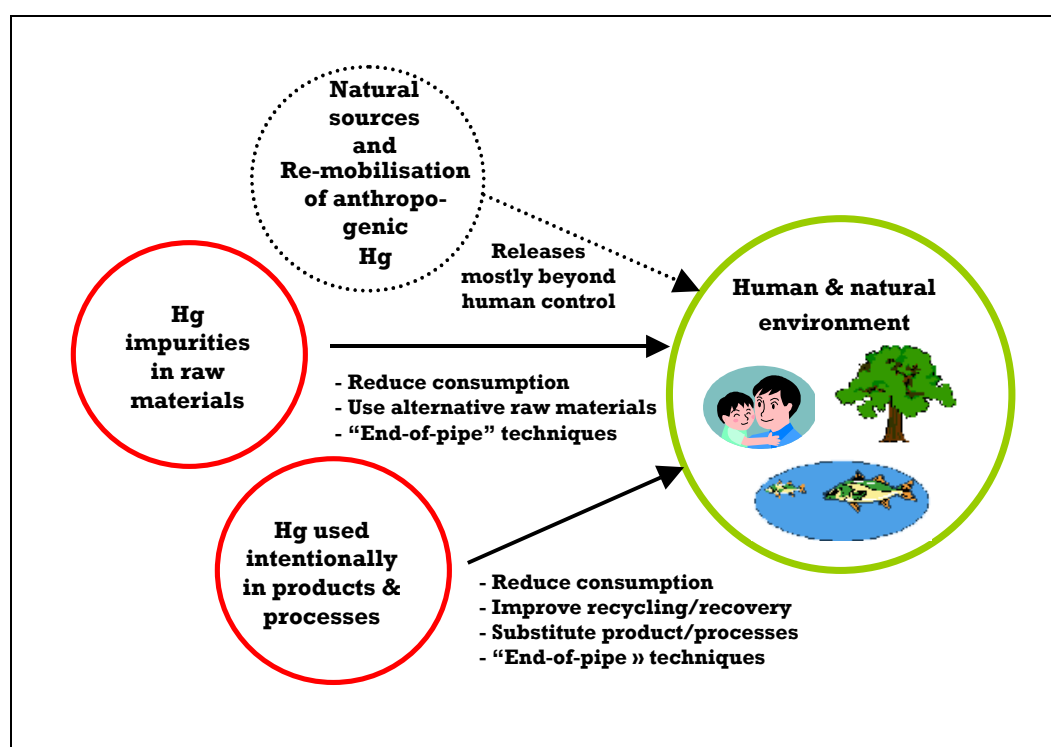 Natural
sources
and
Re-mobilisation
of anthropo-
genic
Hg
Releases
mostly beyond
human control
Human & natural
environment
Hg
impurities
in raw
materials
- Reduce consumption
- Use alternative raw materials
- “End-of-pipe” techniques
Hg used
intentionally
in products &
processes
- Reduce consumption
- Improve recycling/recovery
- Substitute product/processes
- “End-of-pipe » techniques